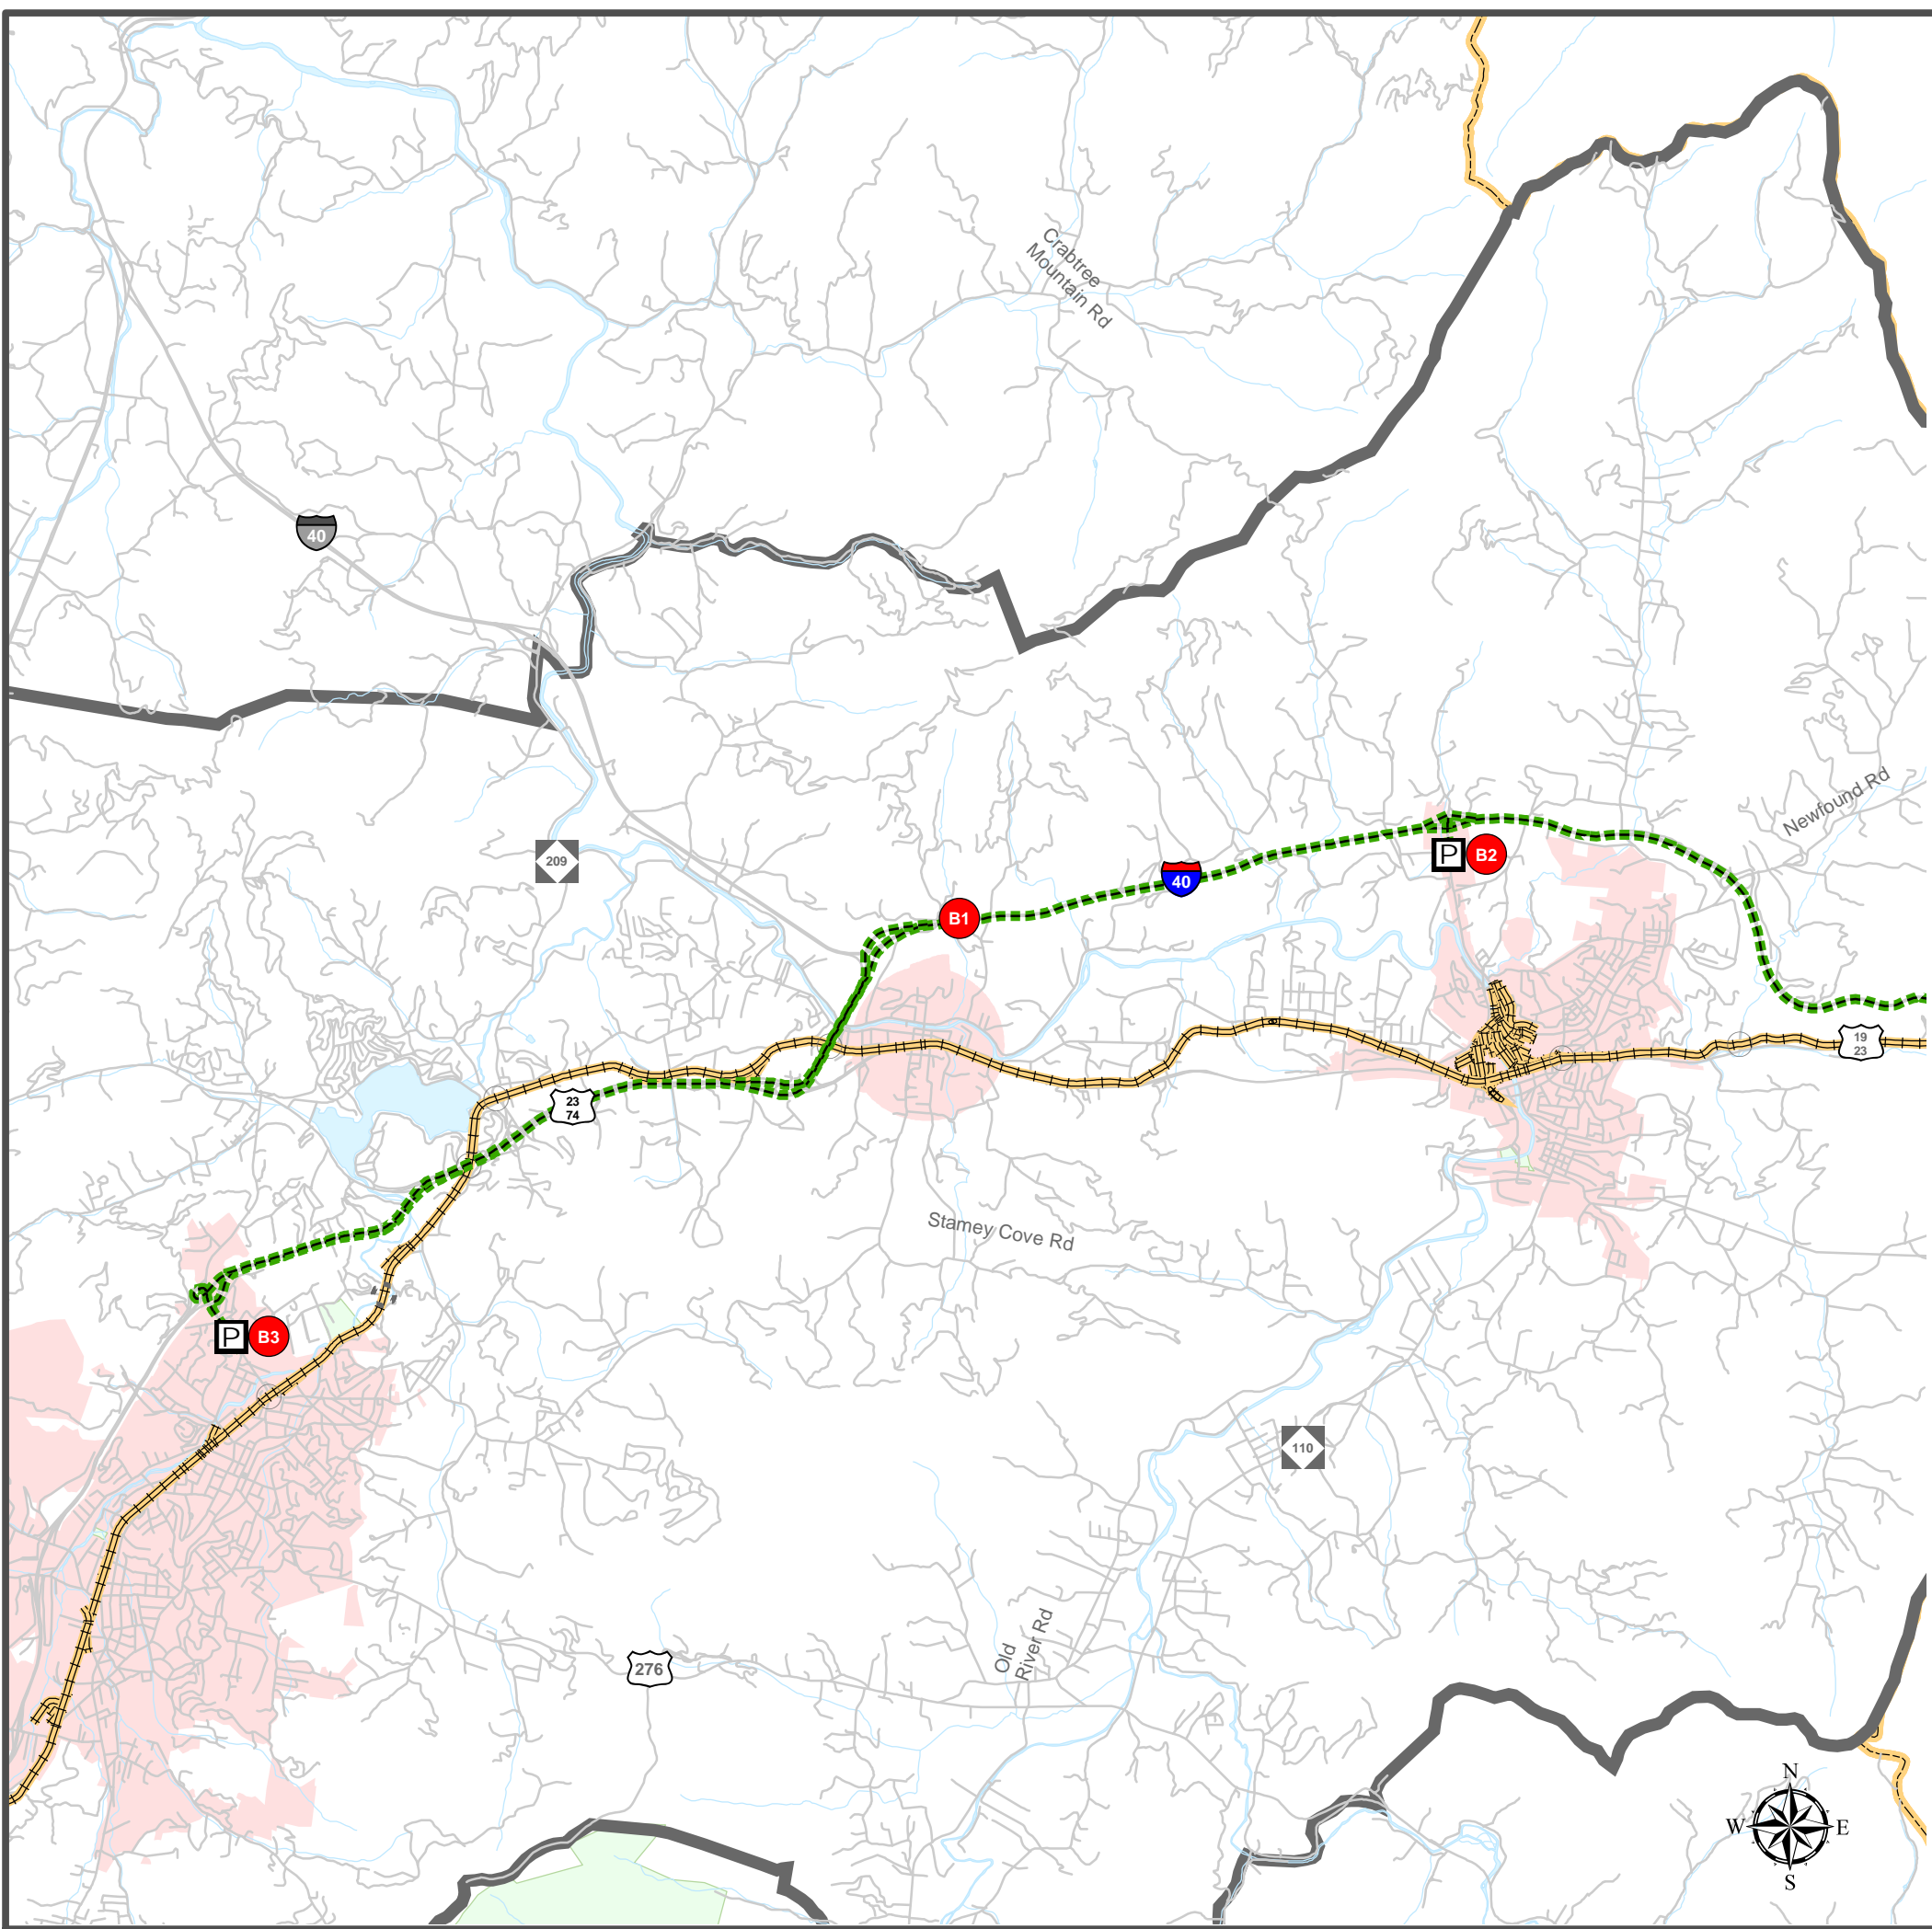 Crabtree
Mountain Rd
40
Newfound Rd
209
P
B2
40
B1
19
23
23
74
Stamey Cove Rd
P
B3
110
Old
River Rd
276
N
W
E
S